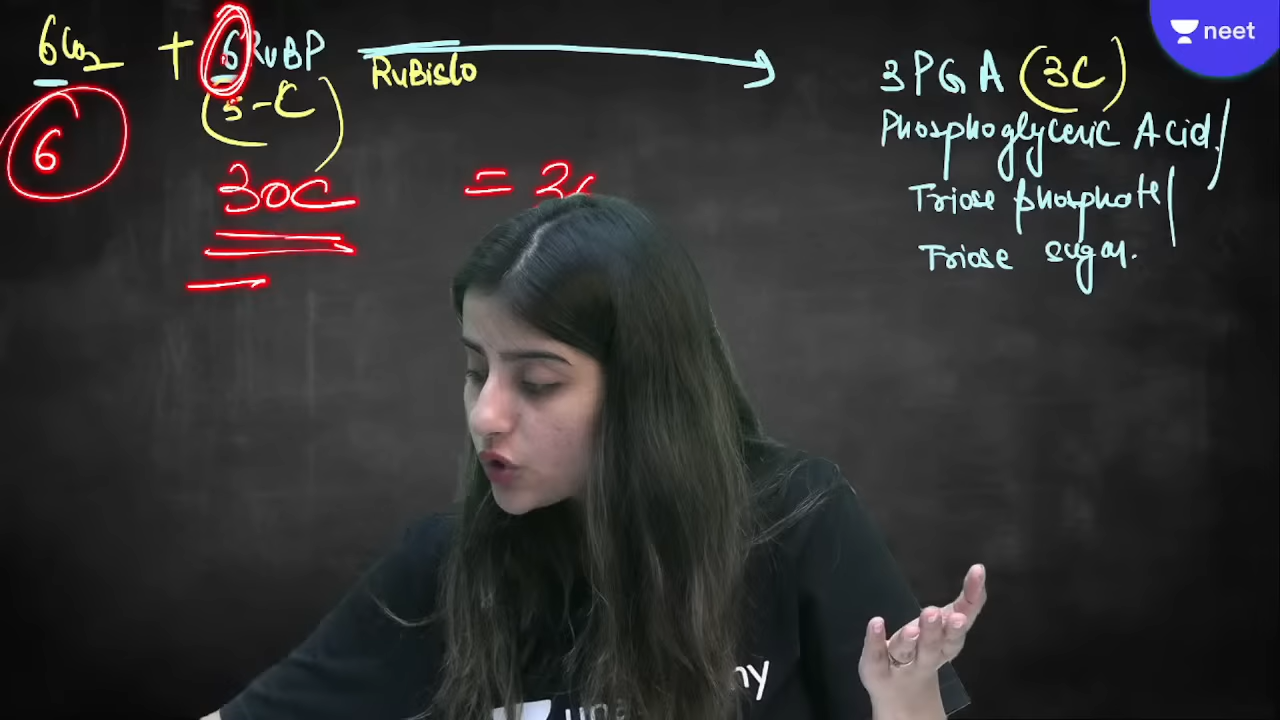 6CO2 + 6RuBP
RuBisCo
(5-C)
6
30C
=
3PGA (3C)
Phosphoglyceric Acid/
Triose phosphate/
Triose sugar.
neet